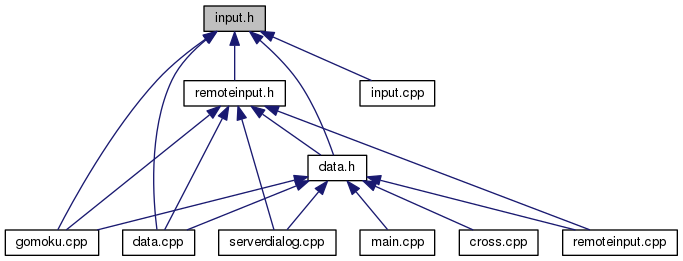 input.h
remoteinput.h
input.cpp
data.h
gomoku.cpp
data.cpp
serverdialog.cpp
main.cpp
cross.cpp
remoteinput.cpp